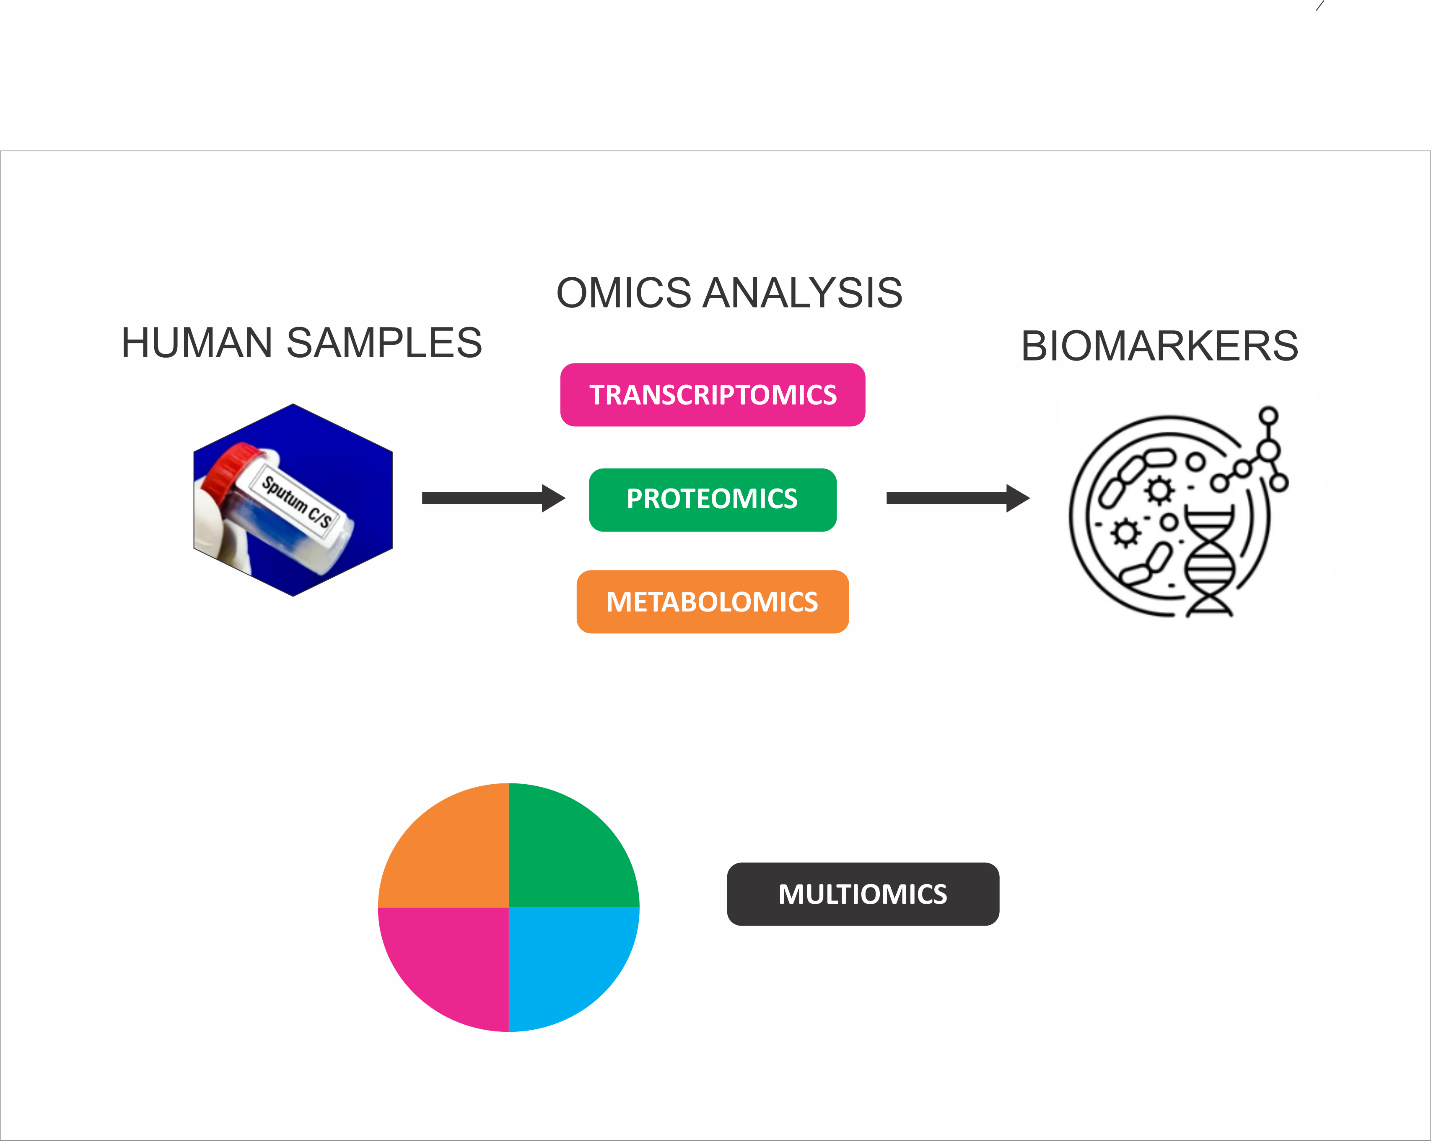 OMICS ANALYSIS
HUMAN SAMPLES
BIOMARKERS
TRANSCRIPTOMICS
Sputum C/S
PROTEOMICS
METABOLOMICS
MULTIOMICS